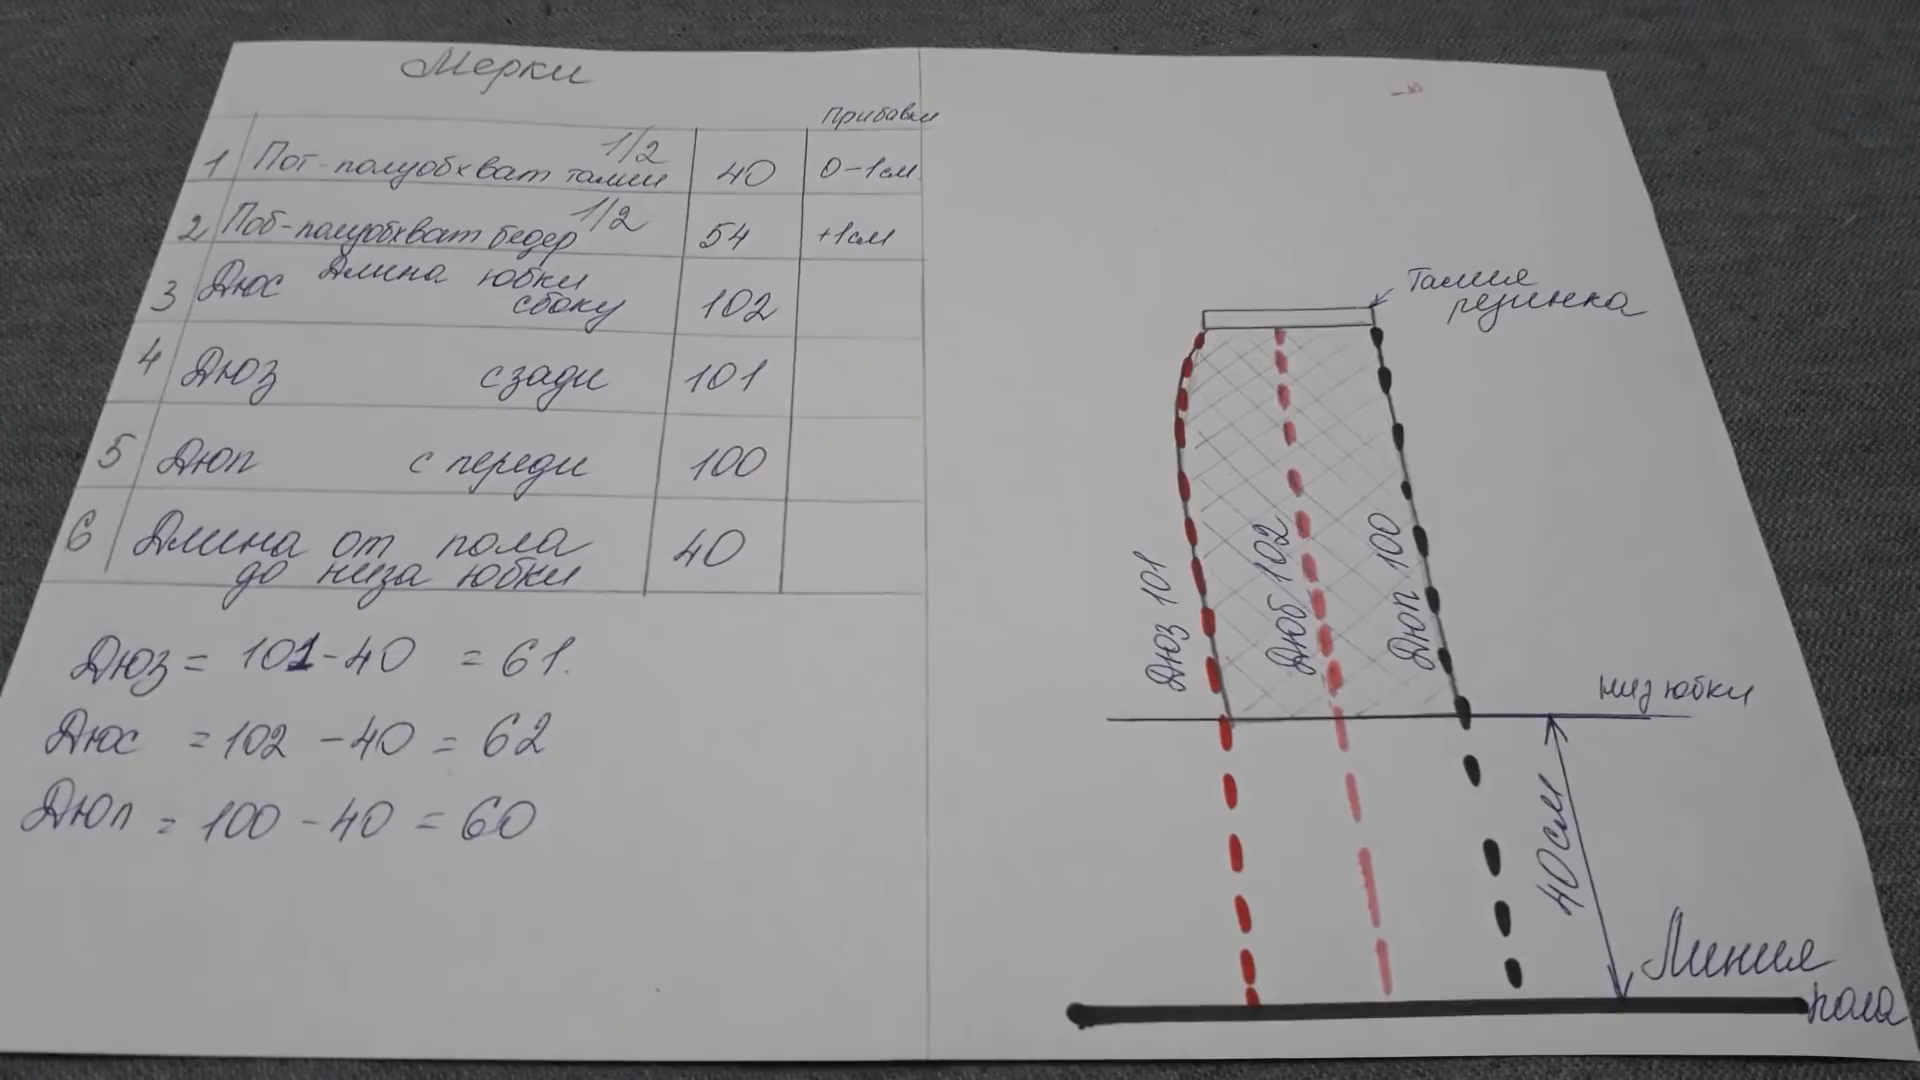 Мерки
Прибавки
1 Пот-полуобхват талии 1/2 40 0-1см
2 Поб-полуобхват бедер 1/2 54 +1см
3 Дюс Длина юбки
сбоку 102
4 Дюз сзади 101
5 Дюп с переди 100
6 Длина от пола
до низа юбки 40
Дюз = 101-40 = 61.
Дюс = 102 - 40 = 62
Дюп = 100 - 40 = 60
Талия
резинка
Дюз 101
Дюб 102
Дюп 100
низ юбки
40см
Линия
пола